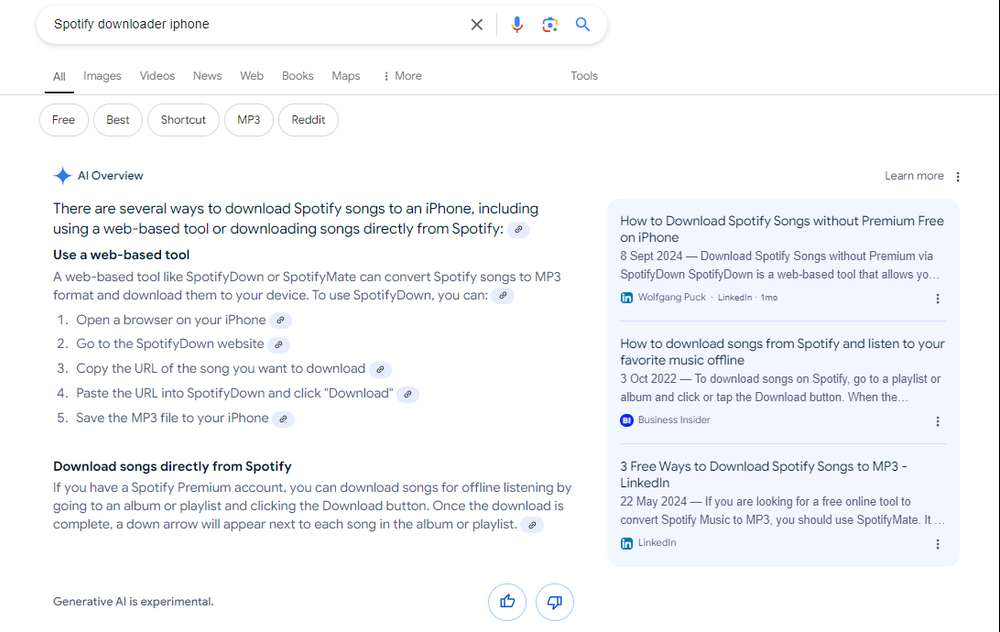 Spotify downloader iphone
All Images Videos News Web Books Maps More Tools
Free Best Shortcut MP3 Reddit
AI Overview
Learn more
There are several ways to download Spotify songs to an iPhone, including
using a web-based tool or downloading songs directly from Spotify:
Use a web-based tool
A web-based tool like SpotifyDown or SpotifyMate can convert Spotify songs to MP3
format and download them to your device. To use SpotifyDown, you can:
1. Open a browser on your iPhone
2. Go to the SpotifyDown website
3. Copy the URL of the song you want to download
4. Paste the URL into SpotifyDown and click "Download"
5. Save the MP3 file to your iPhone
Download songs directly from Spotify
If you have a Spotify Premium account, you can download songs for offline listening by
going to an album or playlist and clicking the Download button. Once the download is
complete, a down arrow will appear next to each song in the album or playlist.
Generative AI is experimental.
How to Download Spotify Songs without Premium Free
on iPhone
8 Sept 2024 — Download Spotify Songs without Premium via
SpotifyDown SpotifyDown is a web-based tool that allows yo...
in Wolfgang Puck · LinkedIn · 1mo
How to download songs from Spotify and listen to your
favorite music offline
3 Oct 2022 — To download songs on Spotify, go to a playlist or
album and click or tap the Download button. When the...
BI Business Insider
3 Free Ways to Download Spotify Songs to MP3 -
LinkedIn
22 May 2024 — If you are looking for a free online tool to
convert Spotify Music to MP3, you should use SpotifyMate. It ...
in LinkedIn